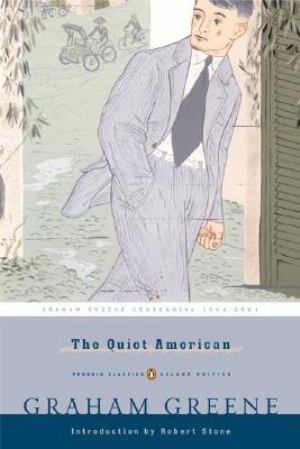 GRAHAM GREENE CENTENNIAL 1904-2004
The Quiet American
PENGUIN CLASSICS DELUXE EDITION
GRAHAM GREENE
Introduction by Robert Stone